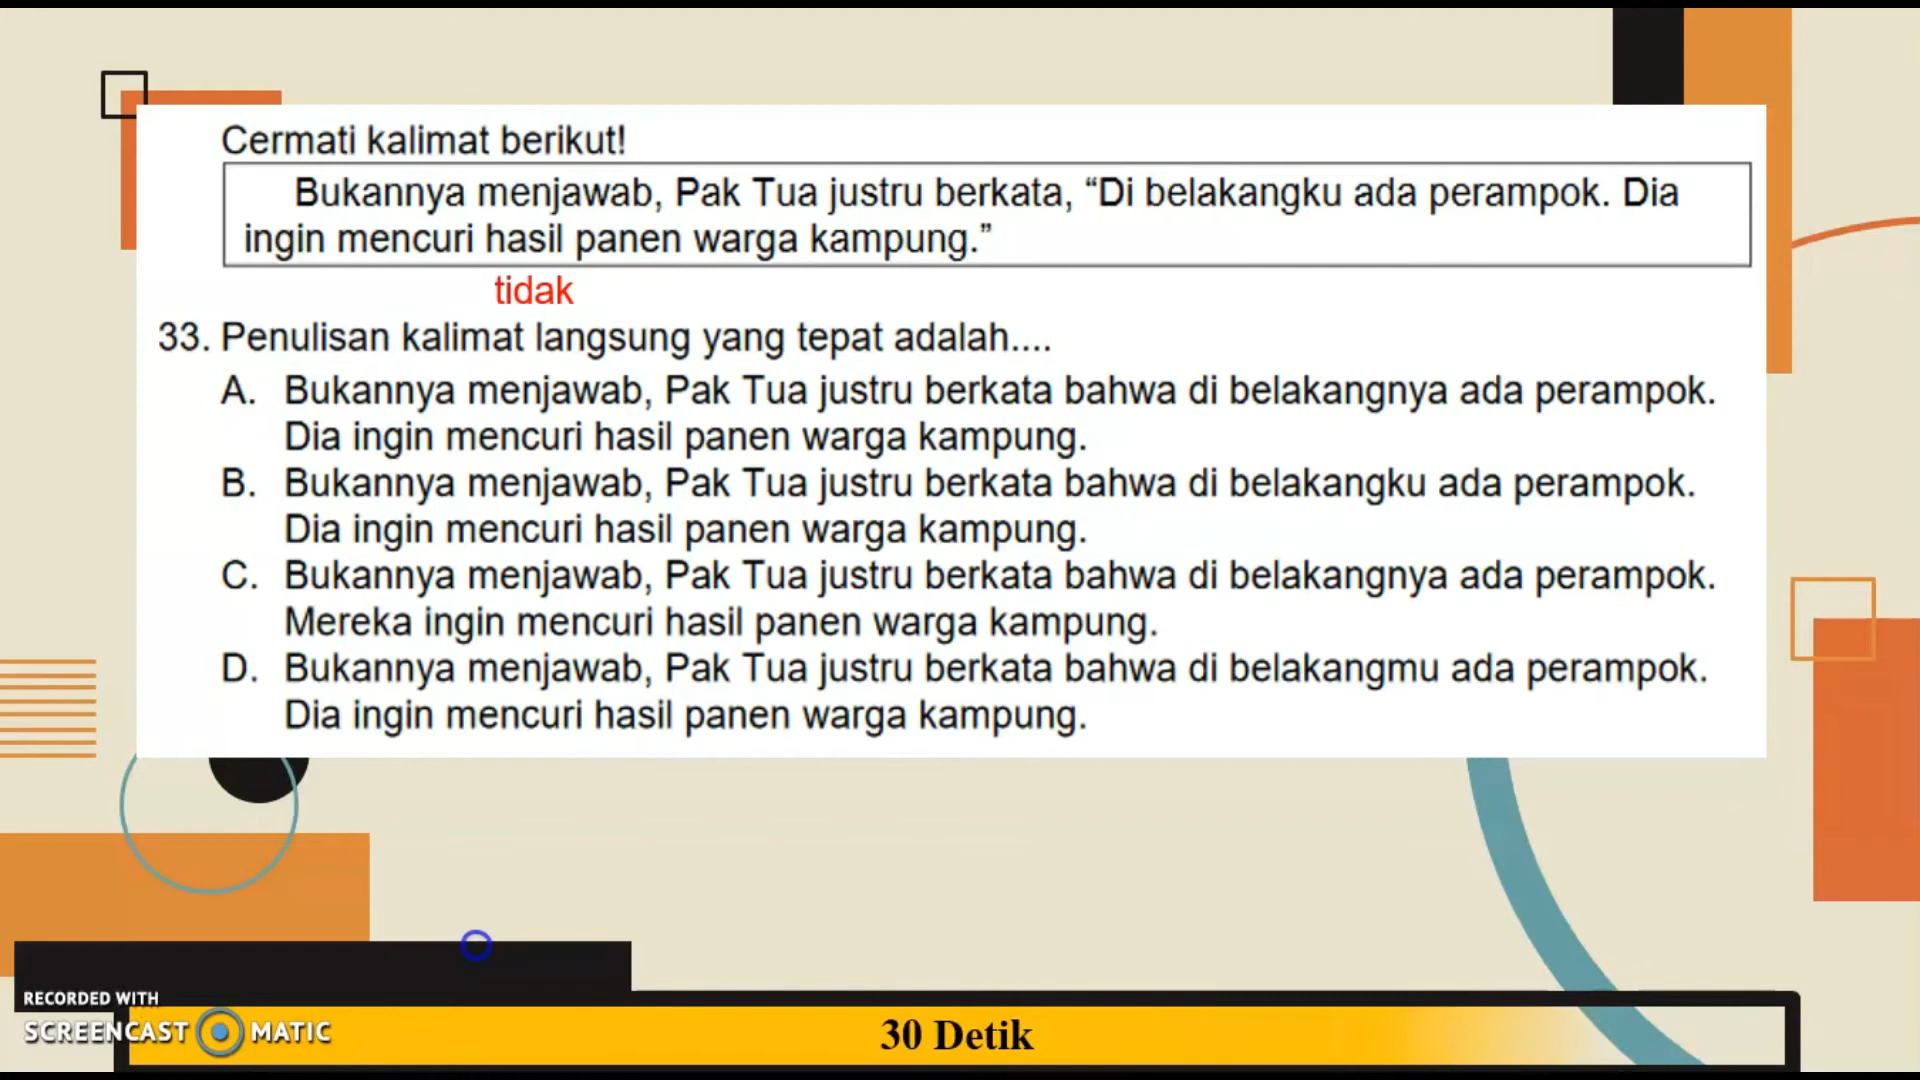 Cermati kalimat berikut!
Bukannya menjawab, Pak Tua justru berkata, “Di belakangku ada perampok. Dia
ingin mencuri hasil panen warga kampung.”
tidak
33. Penulisan kalimat langsung yang tepat adalah....
A. Bukannya menjawab, Pak Tua justru berkata bahwa di belakangnya ada perampok.
Dia ingin mencuri hasil panen warga kampung.
B. Bukannya menjawab, Pak Tua justru berkata bahwa di belakangku ada perampok.
Dia ingin mencuri hasil panen warga kampung.
C. Bukannya menjawab, Pak Tua justru berkata bahwa di belakangnya ada perampok.
Mereka ingin mencuri hasil panen warga kampung.
D. Bukannya menjawab, Pak Tua justru berkata bahwa di belakangmu ada perampok.
Dia ingin mencuri hasil panen warga kampung.
RECORDED WITH
SCREENCAST MATIC
30 Detik